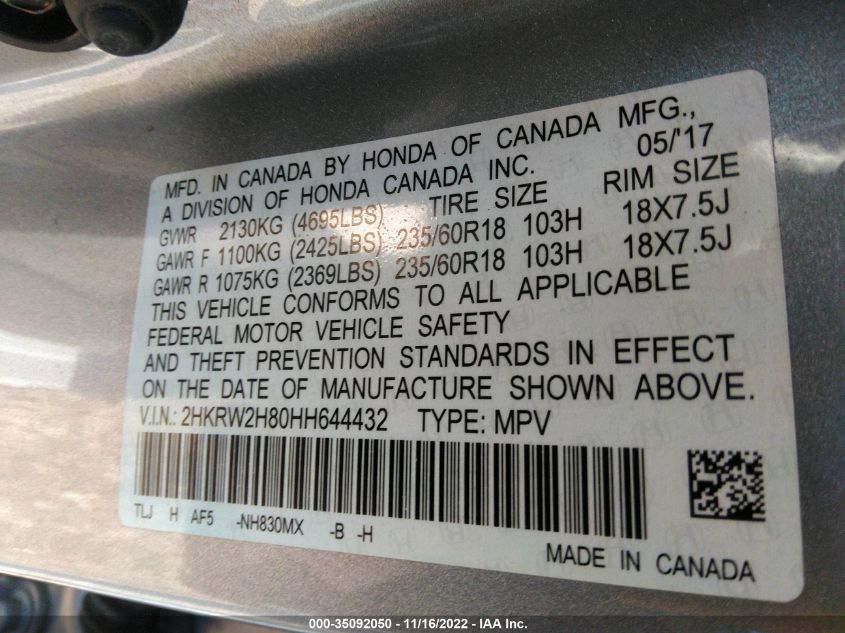 MFD. IN CANADA BY HONDA OF CANADA MFG.,
A DIVISION OF HONDA CANADA INC. 05/'17
GVWR 2130KG (4695LBS) TIRE SIZE RIM SIZE
GAWR F 1100KG (2425LBS) 235/60R18 103H 18X7.5J
GAWR R 1075KG (2369LBS) 235/60R18 103H 18X7.5J
THIS VEHICLE CONFORMS TO ALL APPLICABLE
FEDERAL MOTOR VEHICLE SAFETY
AND THEFT PREVENTION STANDARDS IN EFFECT
ON THE DATE OF MANUFACTURE SHOWN ABOVE.
V.I.N.: 2HKRW2H80HH644432 TYPE: MPV
TLJ H AF5 -NH830MX -B -H
MADE IN CANADA
000-35092050 - 11/16/2022 - IAA Inc.